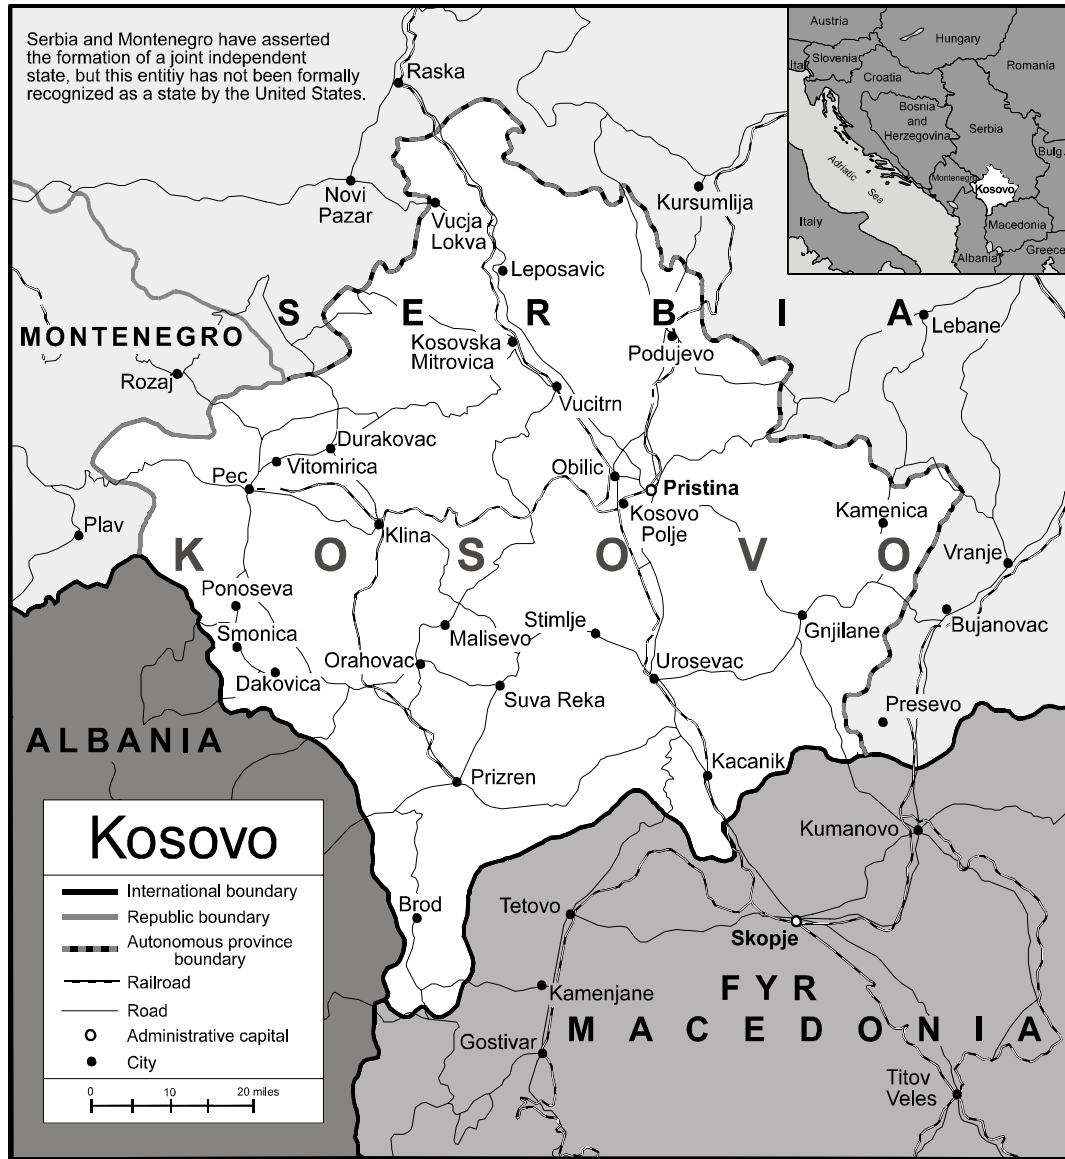 Serbia and Montenegro have asserted
the formation of a joint independent
state, but this entitiy has not been formally
recognized as a state by the United States.
Austria
Hungary
Ita
Slovenia
Romania
Croatia
Bosnia
and
Herzegovina
Serbia
Bulg.
Adriatic
Sea
Montenegro
Kosovo
Italy
Macedonia
Albania
Greece
Raska
Novi
Pazar
Vucja
Lokva
Kursumlija
Leposavic
S E R B I A
MONTENEGRO
Kosovska
Mitrovica
Podujevo
Lebane
Rozaj
Vucitrn
Durakovac
Vitomirica
Pec
Obilic
Pristina
Kosovo
Polje
Kamenica
Plav
Klina
Vranje
K O S O V O
Ponoseva
Smonica
Malisevo
Stimlje
Gnjilane
Bujanovac
Orahovac
Dakovica
Suva Reka
Urosevac
Presevo
ALBANIA
Prizren
Kacanik
Kumanovo
Brod
Tetovo
Skopje
Kamenjane
FYR
MACEDONIA
Gostivar
Titov
Veles
Kosovo
International boundary
Republic boundary
Autonomous province
boundary
Railroad
Road
Administrative capital
City
0 10 20 miles